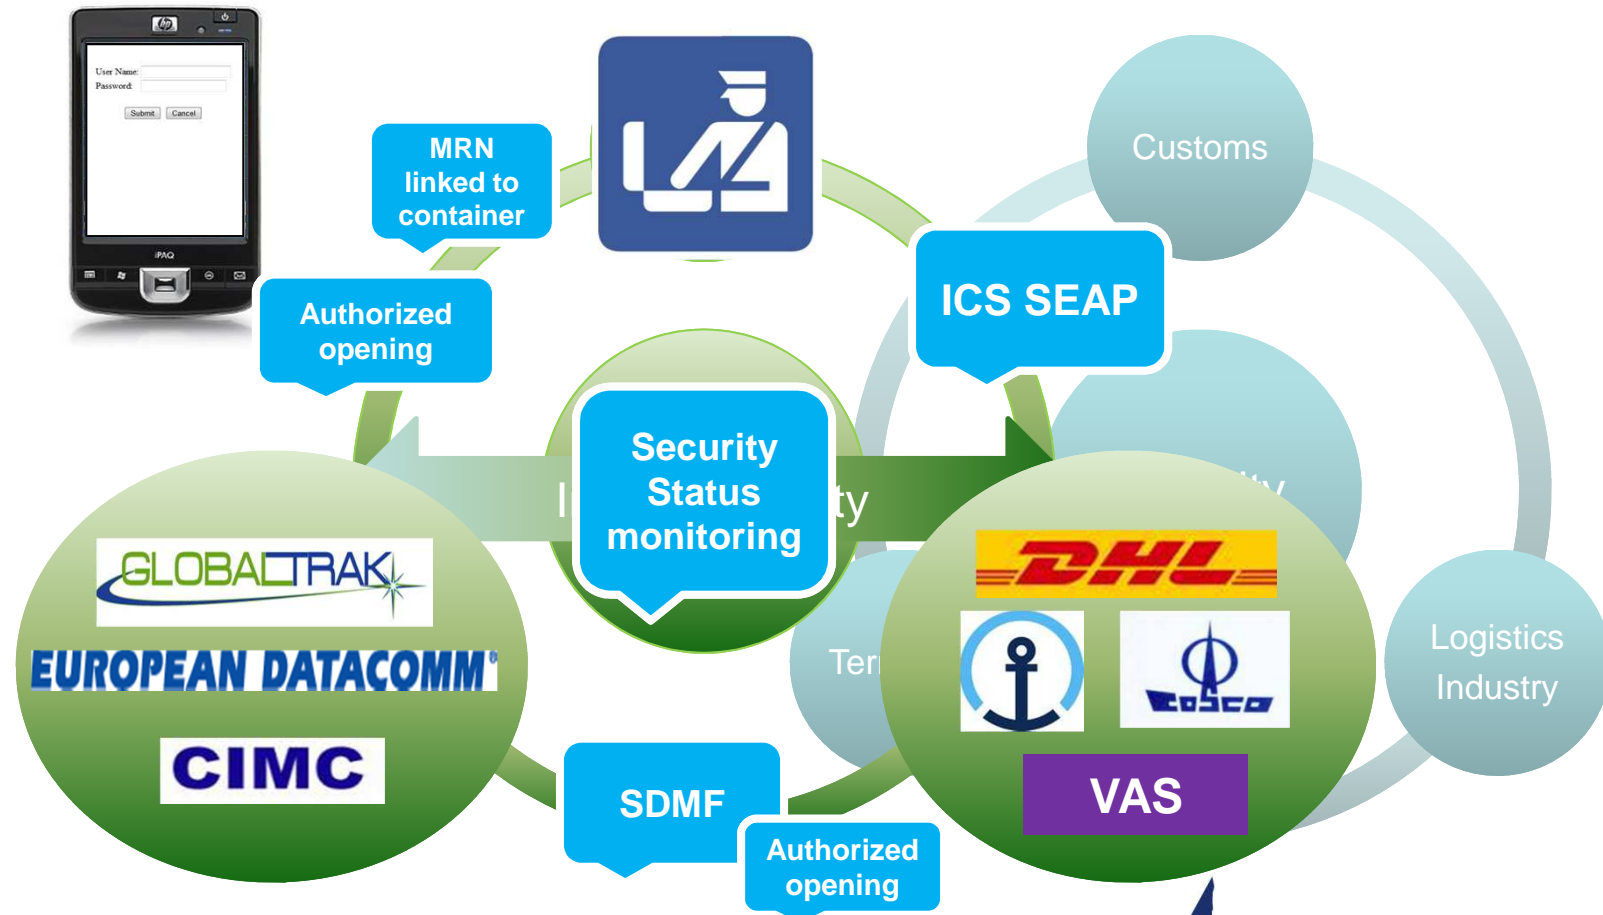 hp
User Name:
Password:
Submit Cancel
iPAQ
MRN
linked to
container
Authorized
opening
Customs
ICS SEAP
Security
Status
monitoring
GLOBALTRAK
EUROPEAN DATACOMM®
CIMC
DHL
COSCO
VAS
Logistics
Industry
SDMF
Authorized
opening